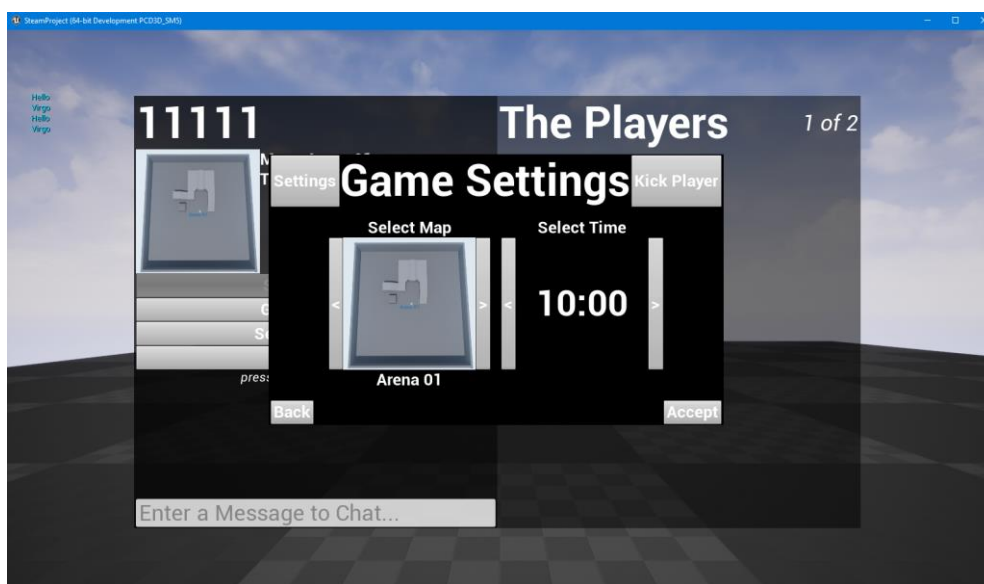 SteamProject (64-bit Development PCD3D_SM5)
Hello
Virgo
Hello
Virgo
11111
The Players
1 of 2
Settings
Game Settings
Kick Player
Select Map
Select Time
<
>
<
10:00
>
Arena 01
press
Back
Accept
Enter a Message to Chat...